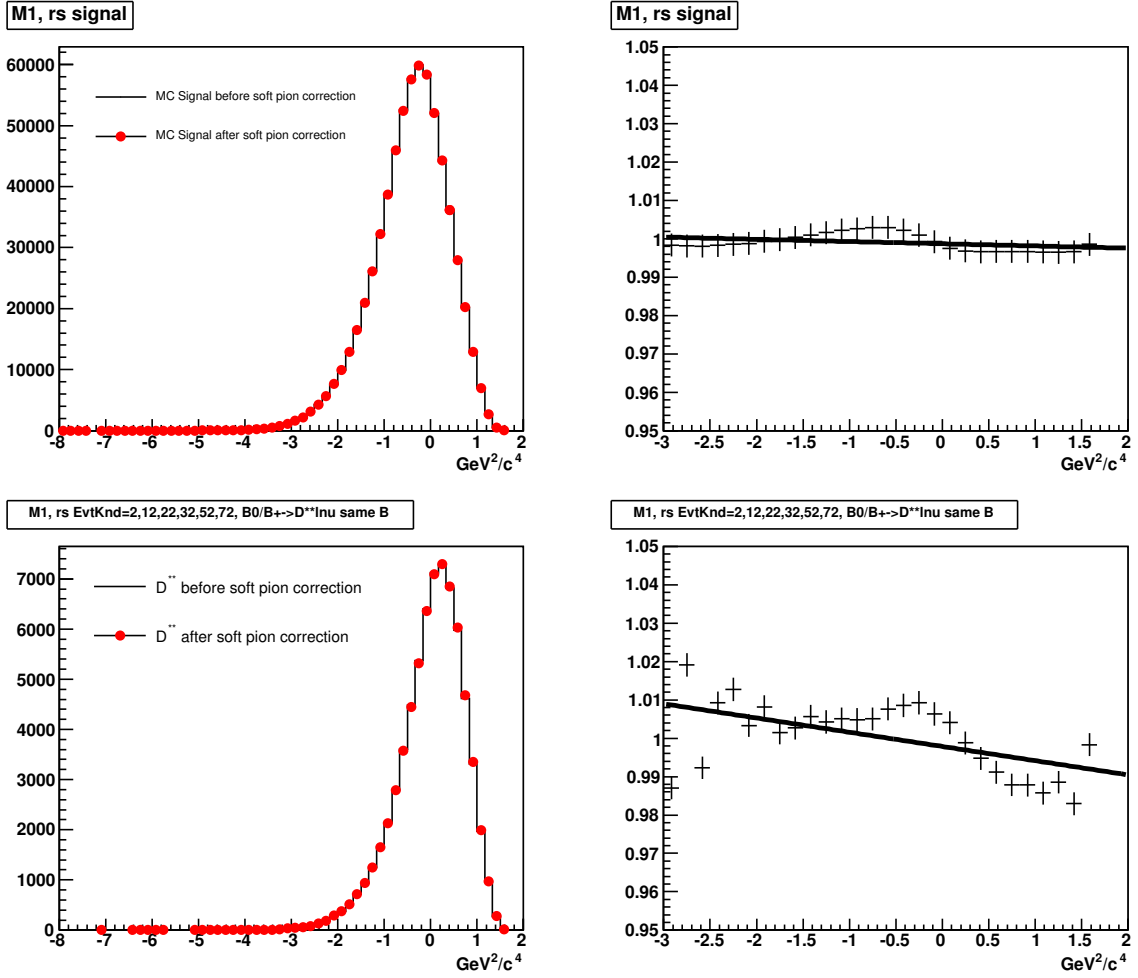 M1, rs signal
60000
50000
40000
30000
20000
10000
0
MC Signal before soft pion correction
MC Signal after soft pion correction
-8 -7 -6 -5 -4 -3 -2 -1 0 1 2
GeV²/c⁴
M1, rs signal
1.05
1.04
1.03
1.02
1.01
1
0.99
0.98
0.97
0.96
0.95
-3 -2.5 -2 -1.5 -1 -0.5 0 0.5 1 1.5 2
GeV²/c⁴
M1, rs EvtKnd=2,12,22,32,52,72, B0/B+->D**lnu same B
7000
6000
5000
4000
3000
2000
1000
0
D** before soft pion correction
D** after soft pion correction
-8 -7 -6 -5 -4 -3 -2 -1 0 1 2
GeV²/c⁴
M1, rs EvtKnd=2,12,22,32,52,72, B0/B+->D**lnu same B
1.05
1.04
1.03
1.02
1.01
1
0.99
0.98
0.97
0.96
0.95
-3 -2.5 -2 -1.5 -1 -0.5 0 0.5 1 1.5 2
GeV²/c⁴